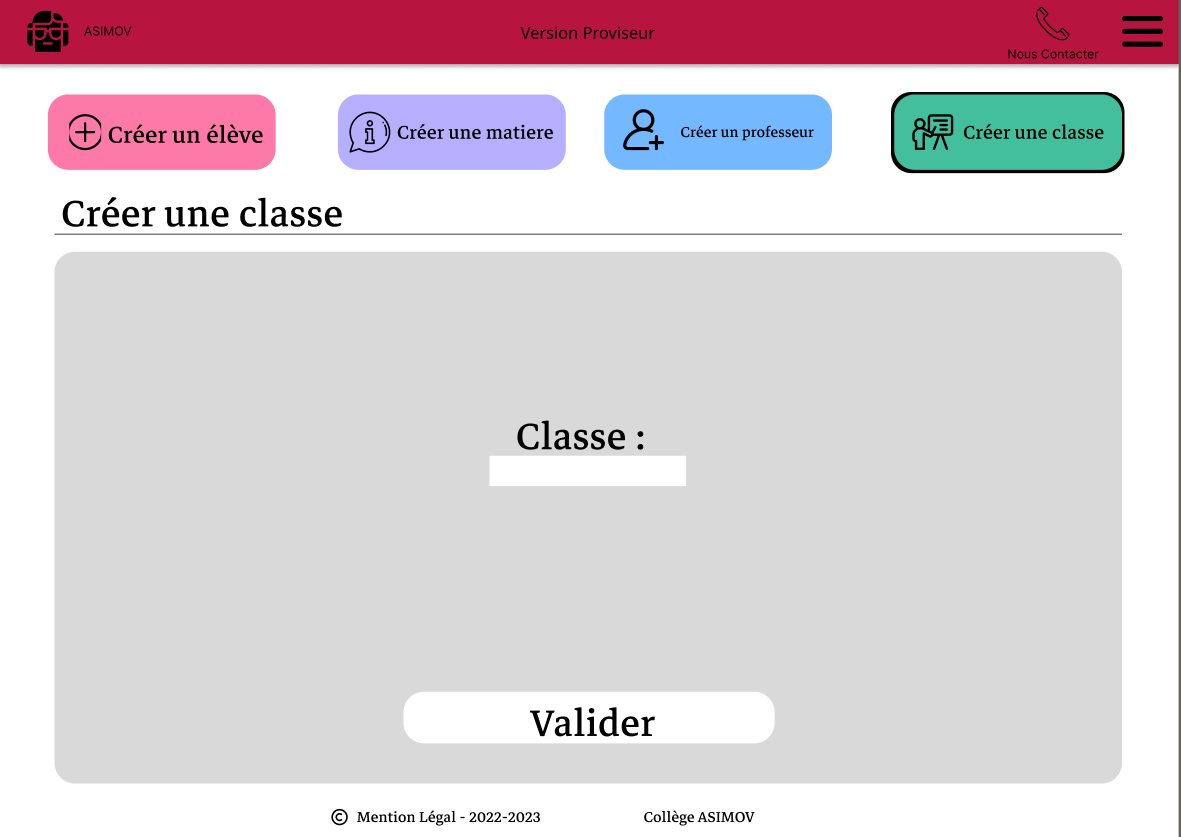 ASIMOV
Version Proviseur
Nous Contacter
Créer un élève
Créer une matiere
Créer un professeur
Créer une classe
Créer une classe
Classe :
Valider
© Mention Légal - 2022-2023
Collège ASIMOV